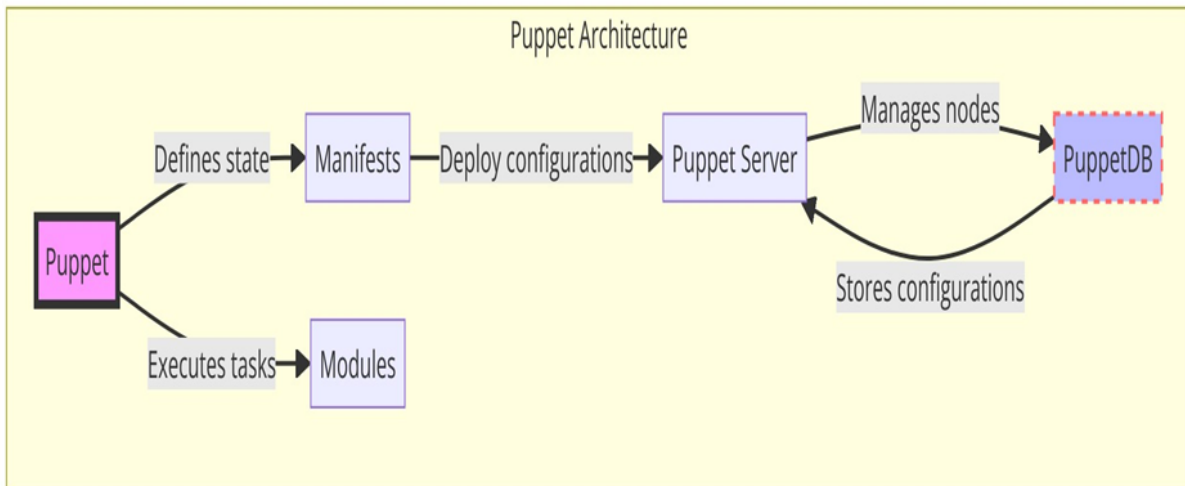 Puppet Architecture
Manages nodes
Defines state
Manifests
Deploy configurations
Puppet Server
PuppetDB
Puppet
Stores configurations
Executes tasks
Modules